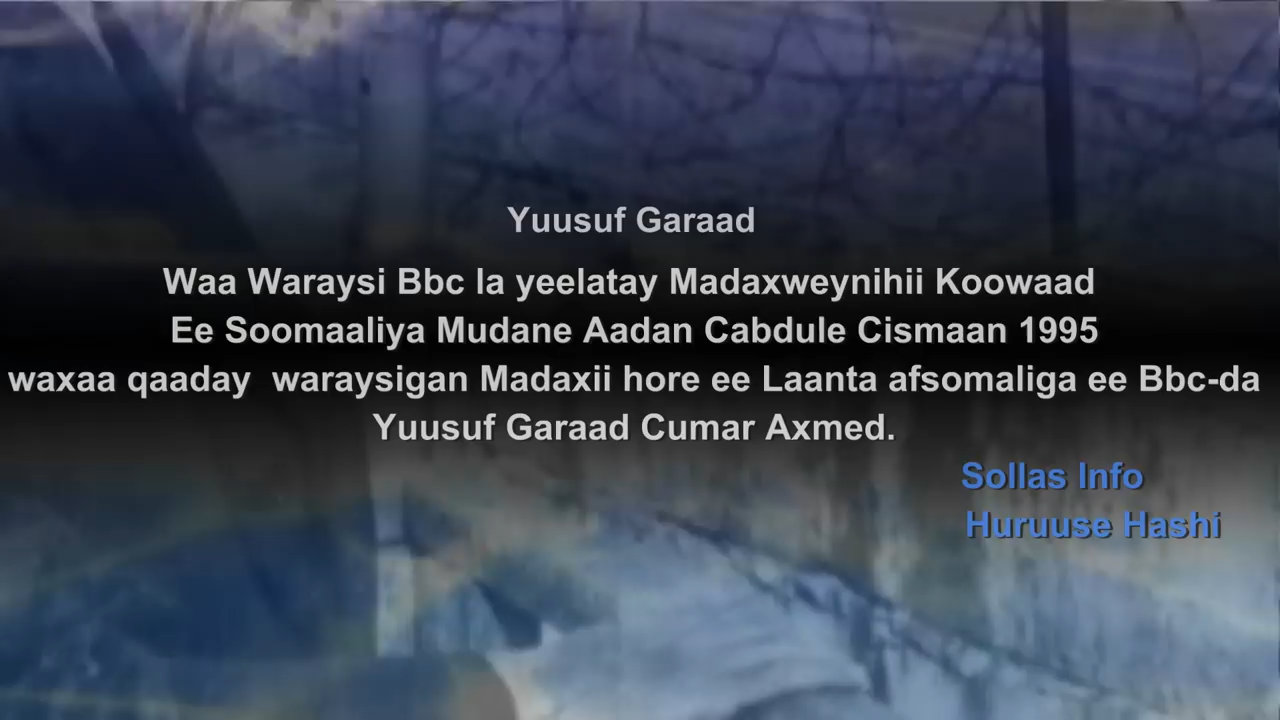 Yuusuf Garaad
Waa Waraysi Bbc la yeelatay Madaxweynihii Koowaad
Ee Soomaaliya Mudane Aadan Cabdule Cismaan 1995
waxaa qaaday  waraysigan Madaxii hore ee Laanta afsomaliga ee Bbc-da
Yuusuf Garaad Cumar Axmed.
Sollas Info
Huruuse Hashi